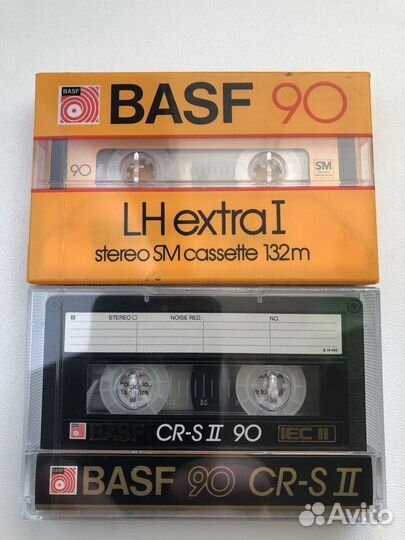 BASF
BASF 90
90
SM
LH extra I
stereo SM cassette 132m
B STEREO NOISE RED. NO.
BASF CR-S II 90 IEC II
BASF
BASF 90 CR-S II
Avito